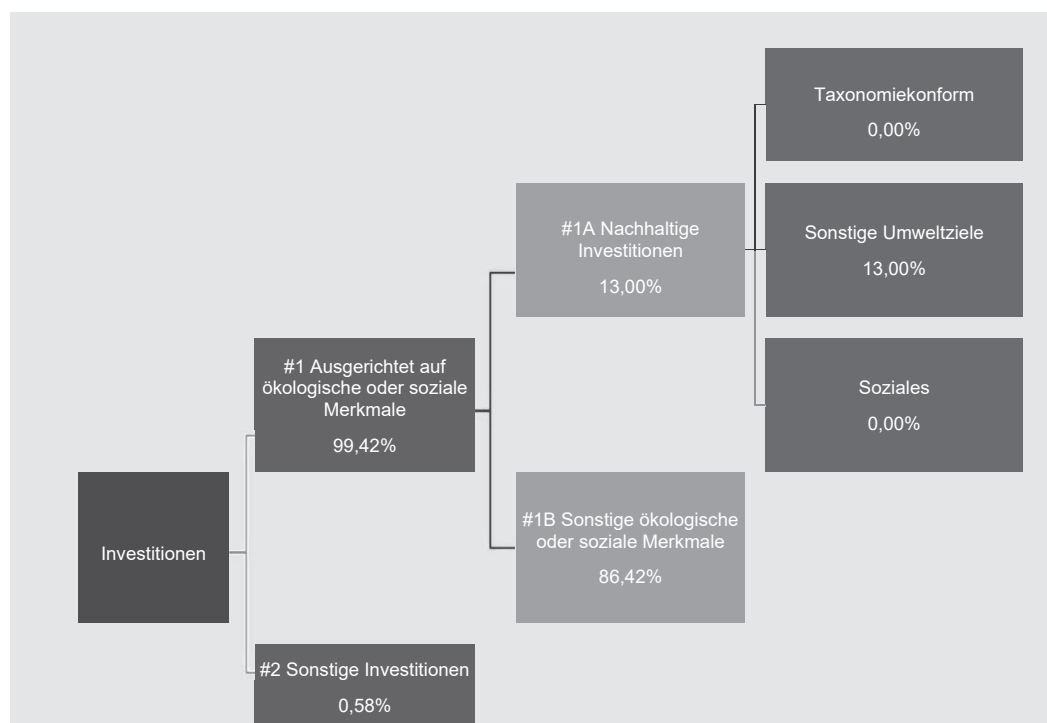 Taxonomiekonform
0,00%
#1A Nachhaltige
Investitionen
13,00%
Sonstige Umweltziele
13,00%
#1 Ausgerichtet auf
ökologische oder soziale
Merkmale
99,42%
Soziales
0,00%
Investitionen
#1B Sonstige ökologische
oder soziale Merkmale
86,42%
#2 Sonstige Investitionen
0,58%